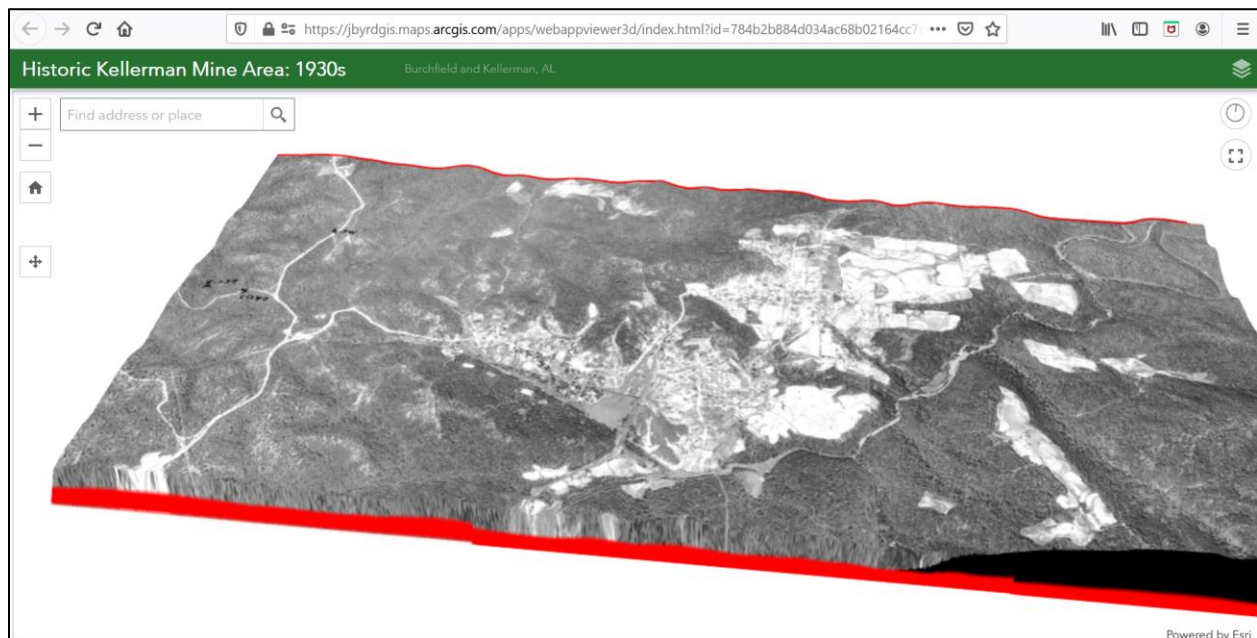 https://jbyrdgis.maps.arcgis.com/apps/webappviewer3d/index.html?id=784b2b884d034ac68b02164cc7
Historic Kellerman Mine Area: 1930s
Burchfield and Kellerman, AL
Find address or place
Powered by Esri